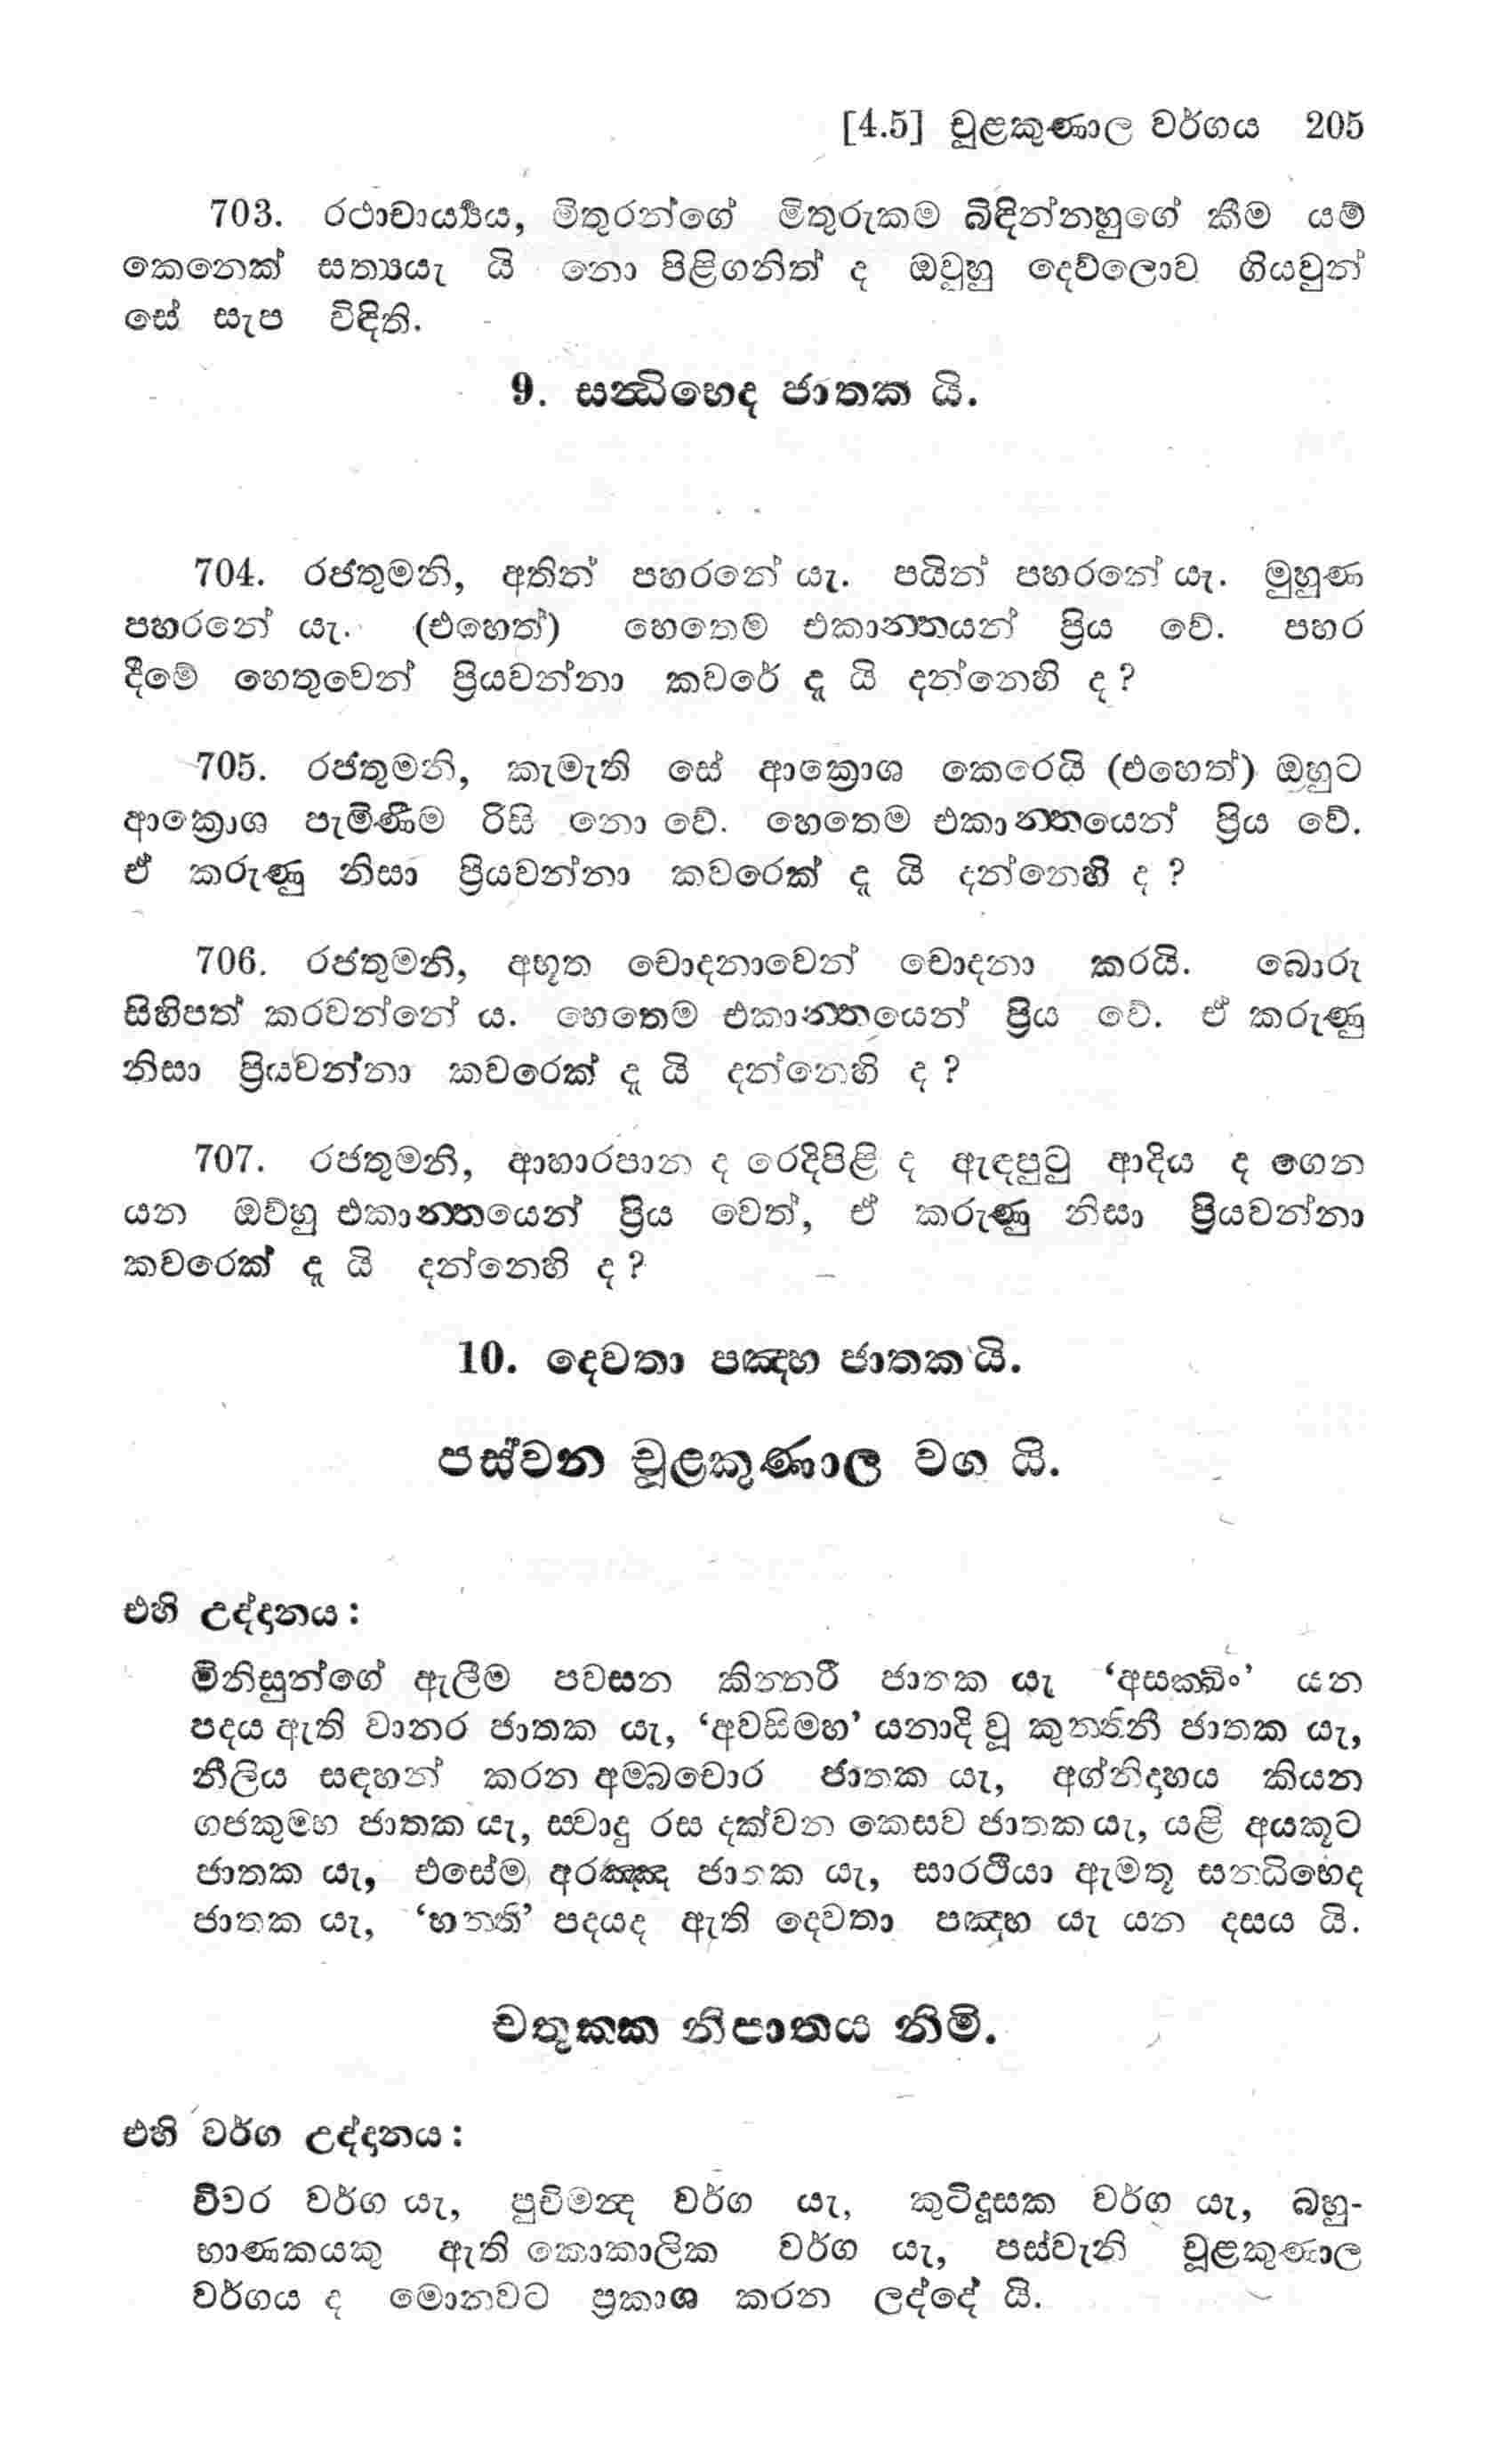 [4.5] චූළකුණාල වර්ගය 205
703. රථාචාර්‍ය්‍යය, මිතුරන්ගේ මිතුරුකම බිඳින්නහුගේ කීම යම්
කෙනෙක් සත්‍යයැ යි නො පිළිගනිත් ද ඔවුහු දෙව්ලොව ගියවුන්
සේ සැප විඳිති.
9. සන්‍ධිභෙද ජාතක යි.
704. රජතුමනි, අතින් පහරනේ යැ. පයින් පහරනේ යැ. මුහුණ
පහරනේ යැ. (එහෙත්) හෙතෙම එකාන්‍තයන් ප්‍රිය වේ. පහර
දීමේ හෙතුවෙන් ප්‍රියවන්නා කවරේ දැ යි දන්නෙහි ද ?
705. රජතුමනි, කැමැති සේ ආක්‍රොශ කෙරෙයි (එහෙත්) ඔහුට
ආක්‍රොශ පැමිණීම රිසි නො වේ. හෙතෙම එකාන්‍තයෙන් ප්‍රිය වේ.
ඒ කරුණු නිසා ප්‍රියවන්නා කවරෙක් දැ යි දන්නෙහි ද ?
706. රජතුමනි, අභූත චොදනාවෙන් චොදනා කරයි. බොරු
සිහිපත් කරවන්නේ ය. හෙතෙම එකාන්‍තයෙන් ප්‍රිය වේ. ඒ කරුණු
නිසා ප්‍රියවන්නා කවරෙක් දැ යි දන්නෙහි ද ?
707. රජතුමනි, ආහාරපාන ද රෙදිපිළි ද ඇඳපුටු ආදිය ද ගෙන
යන ඔව්හු එකාන්‍තයෙන් ප්‍රිය වෙත්, ඒ කරුණු නිසා ප්‍රියවන්නා
කවරෙක් දැ යි දන්නෙහි ද ?
10. දෙවතා පඤ්හ ජාතක යි.
පස්වන චූළකුණාල වග යි.
එහි උද්දානය :
මිනිසුන්ගේ ඇලීම පවසන කින්නරී ජාතක යැ ‘අසක්ඛිං’ යන
පදය ඇති වානර ජාතක යැ, ‘අවසිම්හ’ යනාදි වූ කුන්තිනී ජාතක යැ,
නීලිය සඳහන් කරන අම්බචොර ජාතක යැ, අග්නිදාහය කියන
ගජකුම්භ ජාතක යැ, ස්වාදු රස දක්වන කෙසව ජාතක යැ, යළි අයකූට
ජාතක යැ, එසේම අරඤ්ඤ ජාතක යැ, සාරථියා ඇමතූ සන්ධිභෙද
ජාතක යැ, ‘හන්ති’ පදයද ඇති දෙවතා පඤ්හ යැ යන දසය යි.
චතුක්ක නිපාතය නිමි.
එහි වර්ග උද්දානය :
විවර වර්ග යැ, පුචිමන්‍ද වර්ග යැ, කුටිදූසක වර්ග යැ, බහු-
භාණකයකු ඇති කොකාලික වර්ග යැ, පස්වැනි චූළකුණාල
වර්ගය ද මොනවට ප්‍රකාශ කරන ලද්දේ යි.